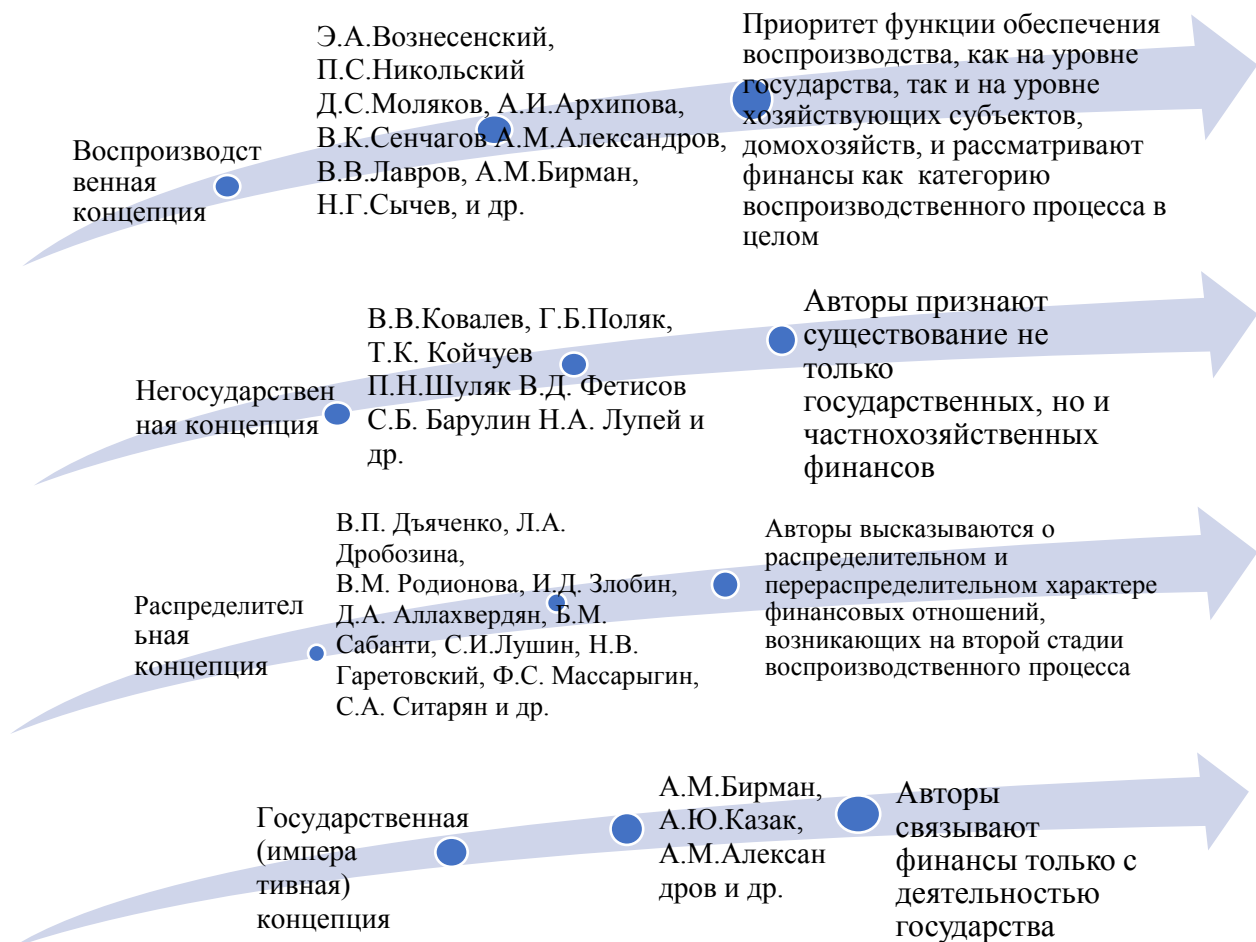 Воспроизводст
венная
концепция
Э.А.Вознесенский,
П.С.Никольский
Д.С.Моляков, А.И.Архипова,
В.К.Сенчагов А.М.Александров,
В.В.Лавров, А.М.Бирман,
Н.Г.Сычев, и др.
Приоритет функции обеспечения
воспроизводства, как на уровне
государства, так и на уровне
хозяйствующих субъектов,
домохозяйств, и рассматривают
финансы как категорию
воспроизводственного процесса в
целом
Негосударствен
ная концепция
В.В.Ковалев, Г.Б.Поляк,
Т.К. Койчуев
П.Н.Шуляк В.Д. Фетисов
С.Б. Барулин Н.А. Лупей и
др.
Авторы признают
существование не
только
государственных, но и
частнохозяйственных
финансов
Распределител
ьная
концепция
В.П. Дъяченко, Л.А.
Дробозина,
В.М. Родионова, И.Д. Злобин,
Д.А. Аллахвердян, Б.М.
Сабанти, С.И.Лушин, Н.В.
Гаретовский, Ф.С. Массарыгин,
С.А. Ситарян и др.
Авторы высказываются о
распределительном и
перераспределительном характере
финансовых отношений,
возникающих на второй стадии
воспроизводственного процесса
Государственная
(импера
тивная)
концепция
А.М.Бирман,
А.Ю.Казак,
А.М.Алексан
дров и др.
Авторы
связывают
финансы только с
деятельностью
государства